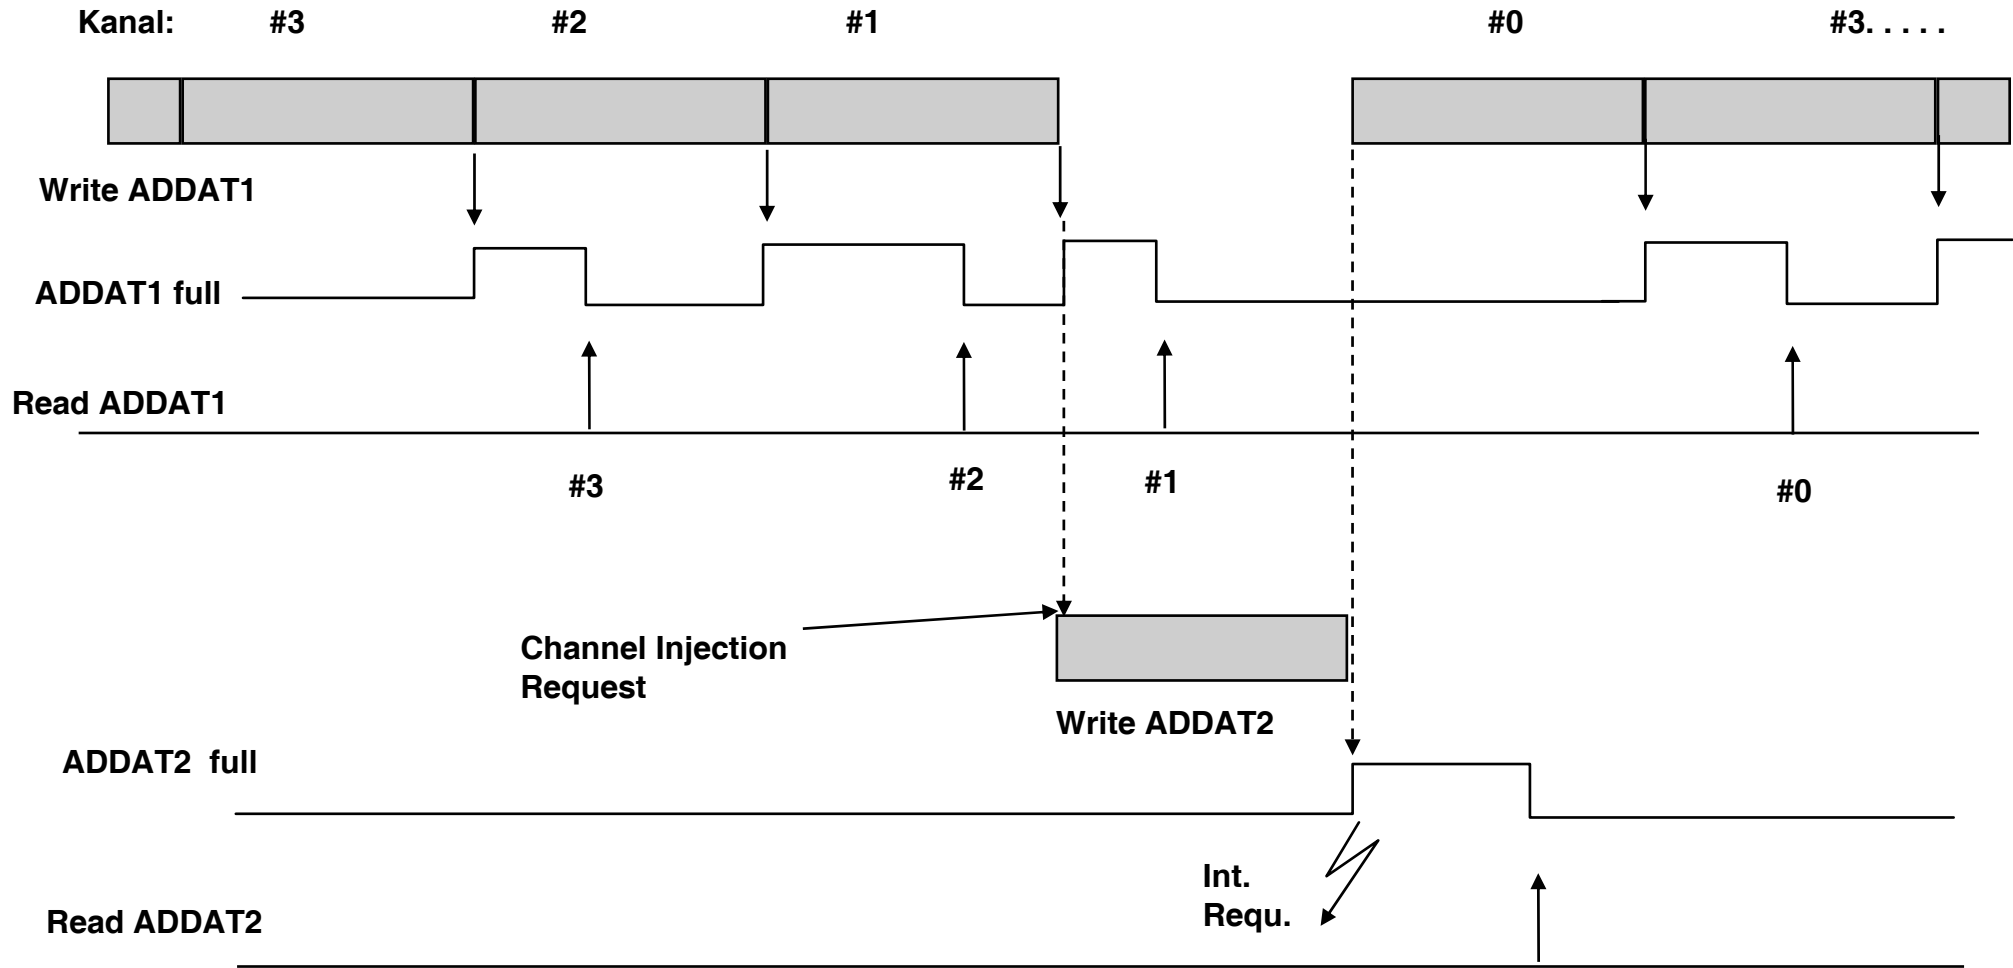 Kanal: #3 #2 #1 #0 #3. . . . .
Write ADDAT1
ADDAT1 full
Read ADDAT1
#3 #2 #1 #0
Channel Injection
Request
Write ADDAT2
ADDAT2 full
Int.
Requ.
Read ADDAT2